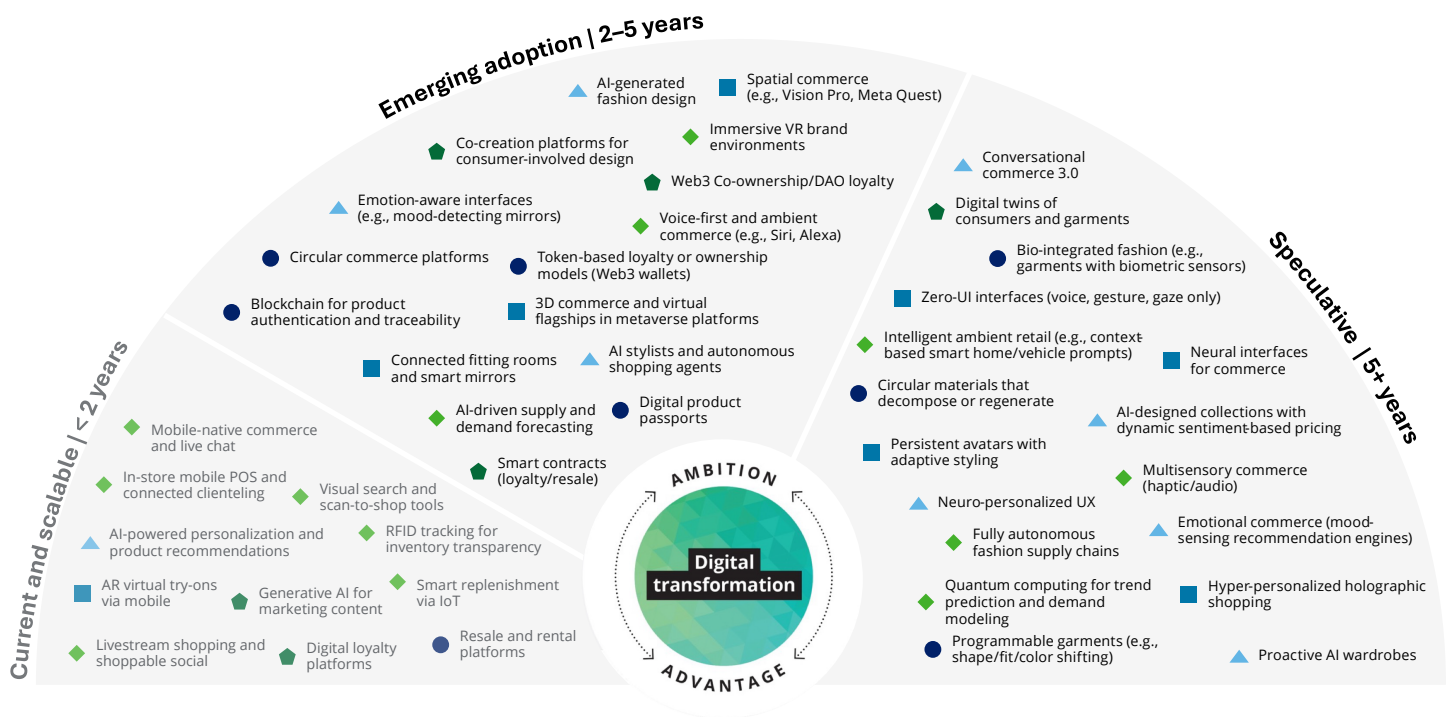 Emerging adoption | 2–5 years
AI-generated
fashion design
Spatial commerce
(e.g., Vision Pro, Meta Quest)
Co-creation platforms for
consumer-involved design
Immersive VR brand
environments
Web3 Co-ownership/DAO loyalty
Emotion-aware interfaces
(e.g., mood-detecting mirrors)
Voice-first and ambient
commerce (e.g., Siri, Alexa)
Circular commerce platforms
Token-based loyalty or ownership
models (Web3 wallets)
Blockchain for product
authentication and traceability
3D commerce and virtual
flagships in metaverse platforms
Connected fitting rooms
and smart mirrors
AI stylists and autonomous
shopping agents
AI-driven supply and
demand forecasting
Digital product
passports
Smart contracts
(loyalty/resale)
Speculative | 5+ years
Conversational
commerce 3.0
Digital twins of
consumers and garments
Bio-integrated fashion (e.g.,
garments with biometric sensors)
Zero-UI interfaces (voice, gesture, gaze only)
Intelligent ambient retail (e.g., context-
based smart home/vehicle prompts)
Neural interfaces
for commerce
Circular materials that
decompose or regenerate
AI-designed collections with
dynamic sentiment-based pricing
Persistent avatars with
adaptive styling
Multisensory commerce
(haptic/audio)
Neuro-personalized UX
Emotional commerce (mood-
sensing recommendation engines)
Fully autonomous
fashion supply chains
Quantum computing for trend
prediction and demand
modeling
Hyper-personalized holographic
shopping
Programmable garments (e.g.,
shape/fit/color shifting)
Proactive AI wardrobes
Current and scalable | < 2 years
Mobile-native commerce
and live chat
In-store mobile POS and
connected clienteling
Visual search and
scan-to-shop tools
AI-powered personalization and
product recommendations
RFID tracking for
inventory transparency
AR virtual try-ons
via mobile
Generative AI for
marketing content
Smart replenishment
via IoT
Livestream shopping and
shoppable social
Digital loyalty
platforms
Resale and rental
platforms
AMBITION
Digital
transformation
ADVANTAGE